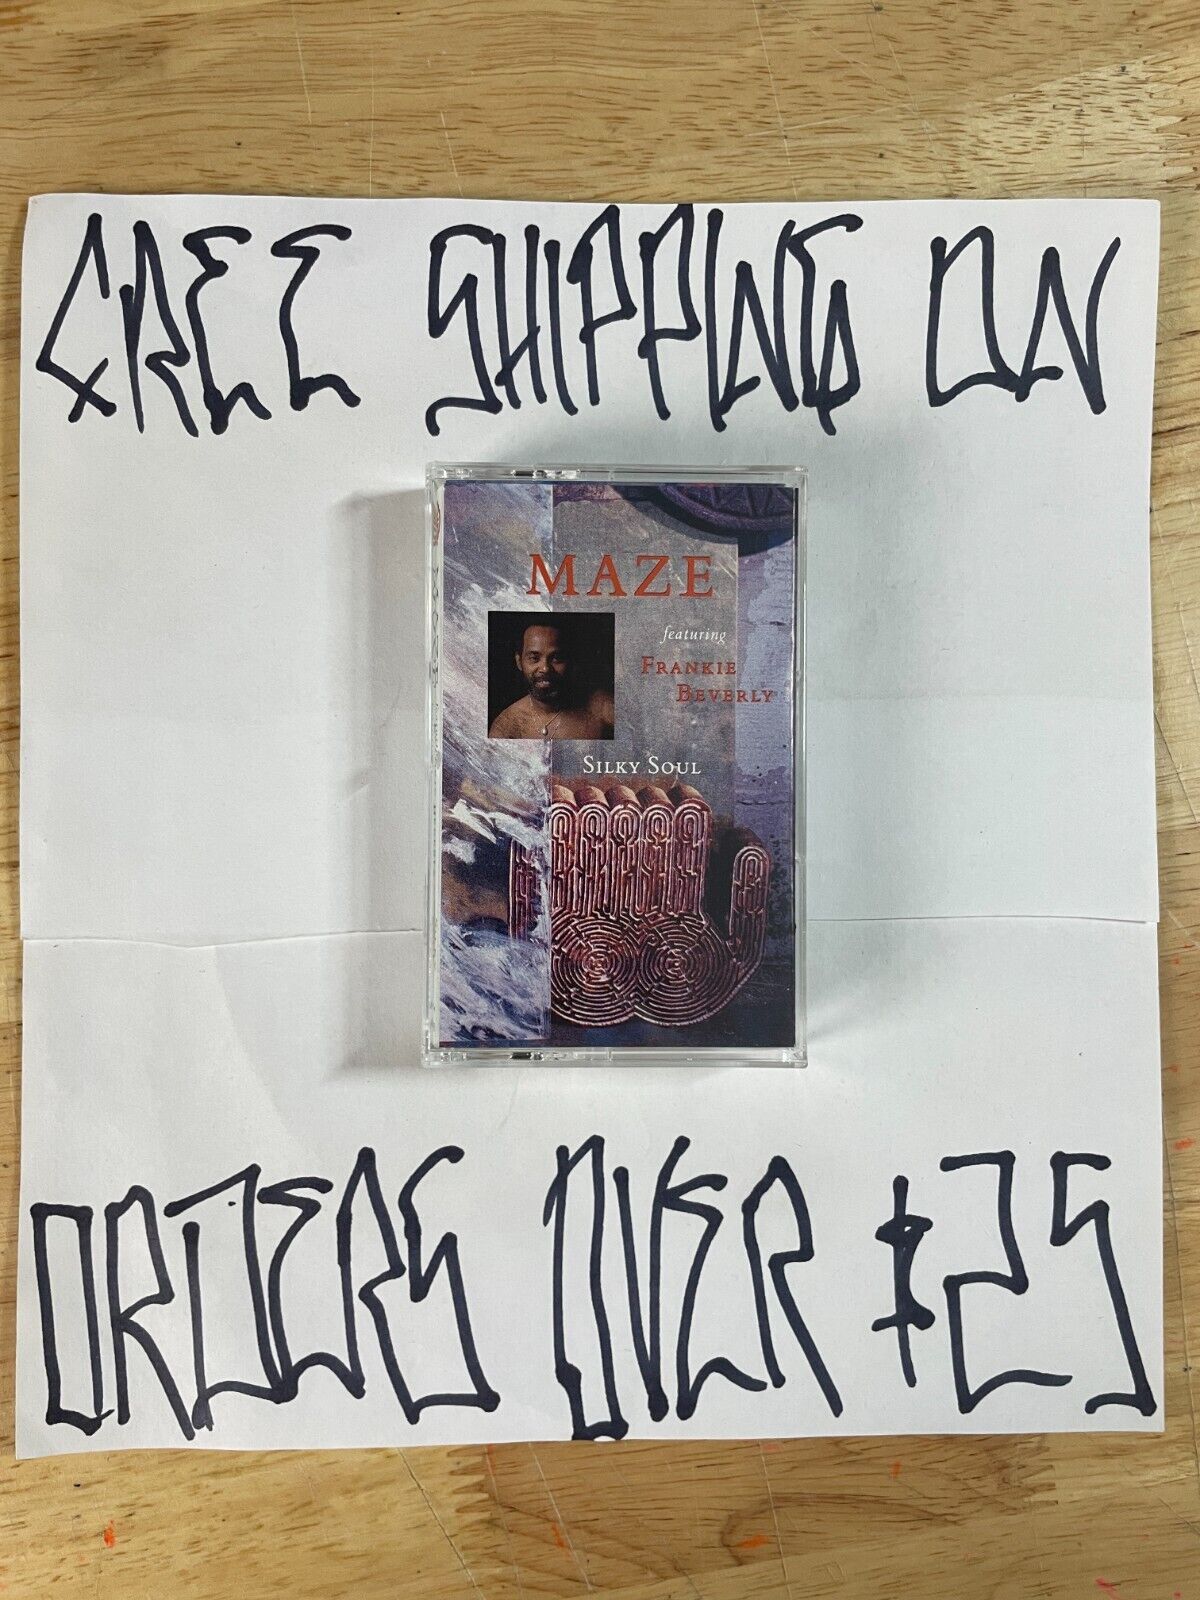 FREE SHIPPING ON
MAZE
featuring
FRANKIE
BEVERLY
SILKY SOUL
ORDERS OVER $25